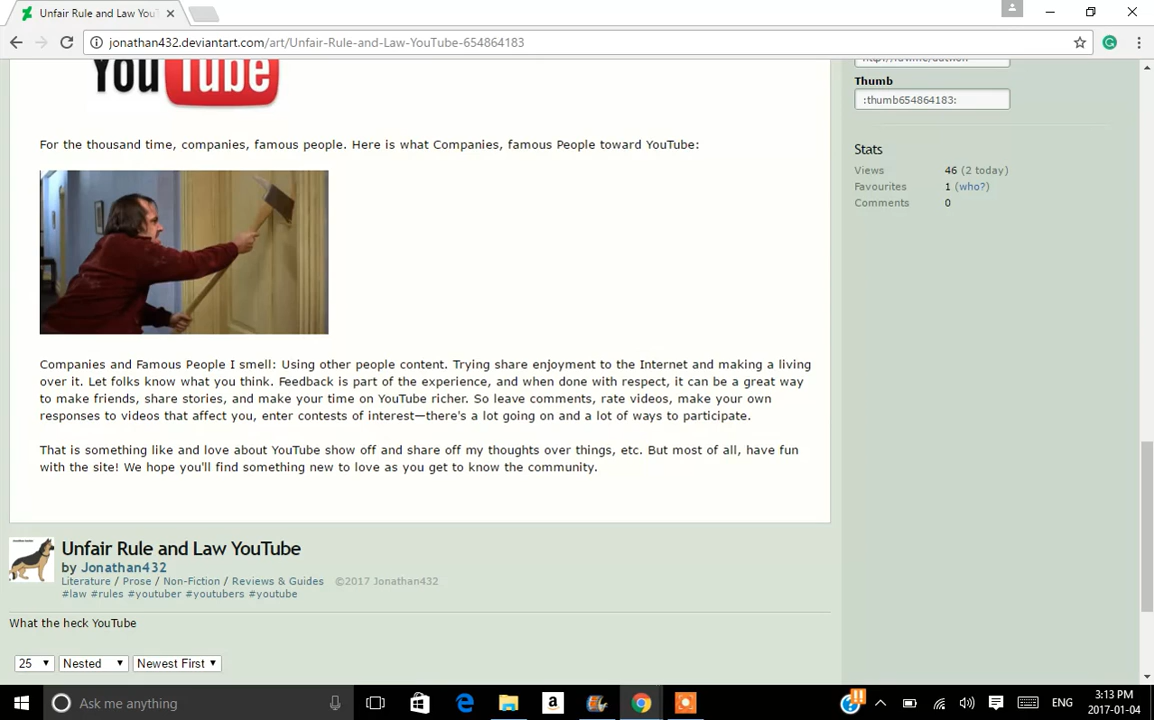 Unfair Rule and Law You
jonathan432.deviantart.com/art/Unfair-Rule-and-Law-YouTube-654864183
You Tube
Thumb
:thumb654864183:
For the thousand time, companies, famous people. Here is what Companies, famous People toward YouTube:
Stats
Views 46 (2 today)
Favourites 1 (who?)
Comments 0
Companies and Famous People I smell: Using other people content. Trying share enjoyment to the Internet and making a living
over it. Let folks know what you think. Feedback is part of the experience, and when done with respect, it can be a great way
to make friends, share stories, and make your time on YouTube richer. So leave comments, rate videos, make your own
responses to videos that affect you, enter contests of interest—there's a lot going on and a lot of ways to participate.
That is something like and love about YouTube show off and share off my thoughts over things, etc. But most of all, have fun
with the site! We hope you'll find something new to love as you get to know the community.
Unfair Rule and Law YouTube
by Jonathan432
Literature / Prose / Non-Fiction / Reviews & Guides ©2017 Jonathan432
#law #rules #youtuber #youtubers #youtube
What the heck YouTube
25 Nested Newest First
Ask me anything
ENG
3:13 PM
2017-01-04